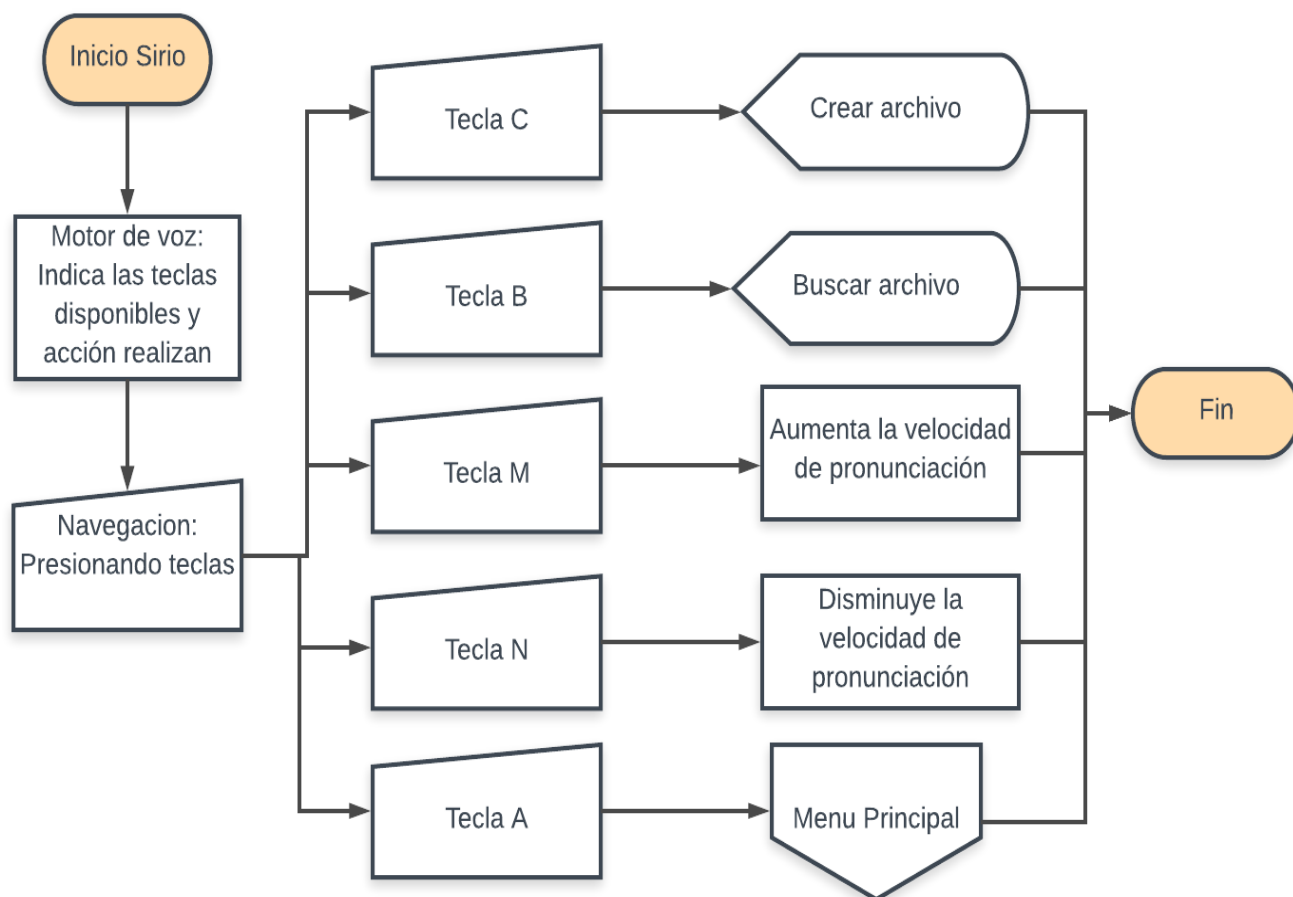 Inicio Sirio
Motor de voz:
Indica las teclas
disponibles y
acción realizan
Navegacion:
Presionando teclas
Tecla C
Crear archivo
Tecla B
Buscar archivo
Tecla M
Aumenta la velocidad
de pronunciación
Tecla N
Disminuye la
velocidad de
pronunciación
Tecla A
Menu Principal
Fin